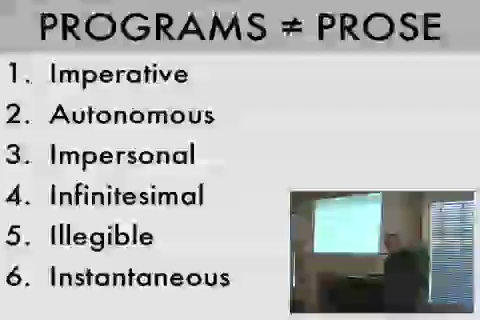 PROGRAMS ≠ PROSE
1. Imperative
2. Autonomous
3. Impersonal
4. Infinitesimal
5. Illegible
6. Instantaneous